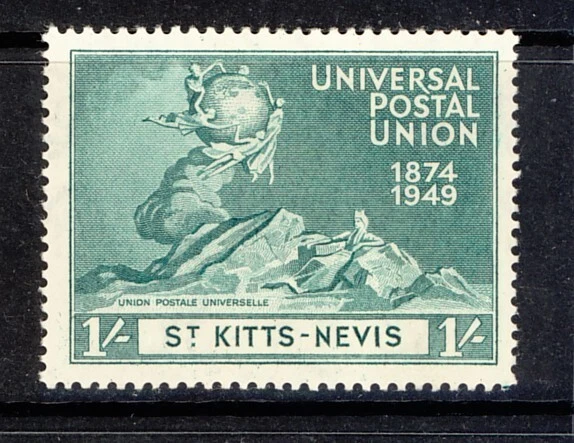 UNIVERSAL
POSTAL
UNION
1874
1949
UNION POSTALE UNIVERSELLE
1/- ST KITTS-NEVIS 1/-